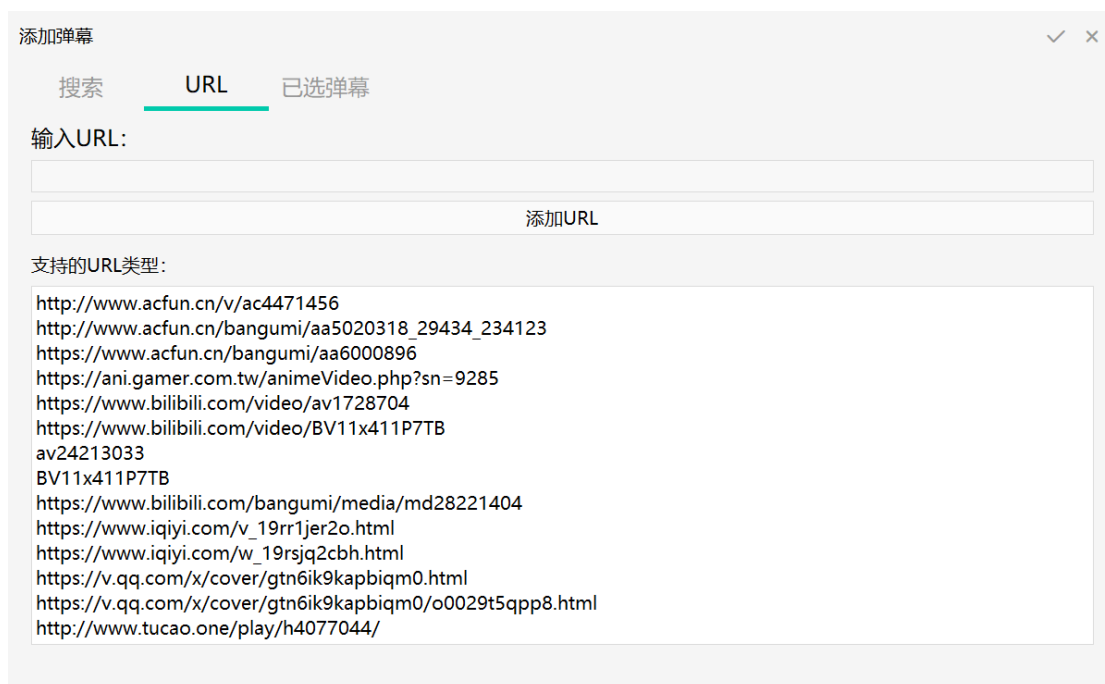 添加弹幕
搜索 URL 已选弹幕
输入URL:
添加URL
支持的URL类型:
http://www.acfun.cn/v/ac4471456
http://www.acfun.cn/bangumi/aa5020318_29434_234123
https://www.acfun.cn/bangumi/aa6000896
https://ani.gamer.com.tw/animeVideo.php?sn=9285
https://www.bilibili.com/video/av1728704
https://www.bilibili.com/video/BV11x411P7TB
av24213033
BV11x411P7TB
https://www.bilibili.com/bangumi/media/md28221404
https://www.iqiyi.com/v_19rr1jer2o.html
https://www.iqiyi.com/w_19rsjq2cbh.html
https://v.qq.com/x/cover/gtn6ik9kapbiqm0.html
https://v.qq.com/x/cover/gtn6ik9kapbiqm0/o0029t5qpp8.html
http://www.tucao.one/play/h4077044/